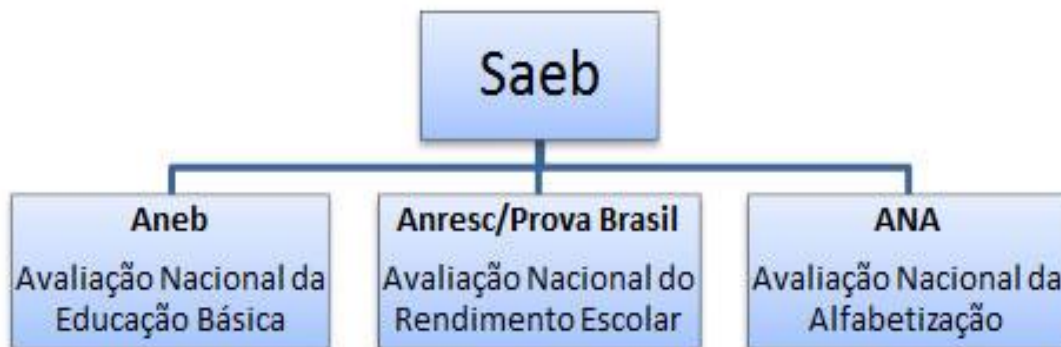 Saeb
Aneb
Avaliação Nacional da
Educação Básica
Anresc/Prova Brasil
Avaliação Nacional do
Rendimento Escolar
ANA
Avaliação Nacional da
Alfabetização